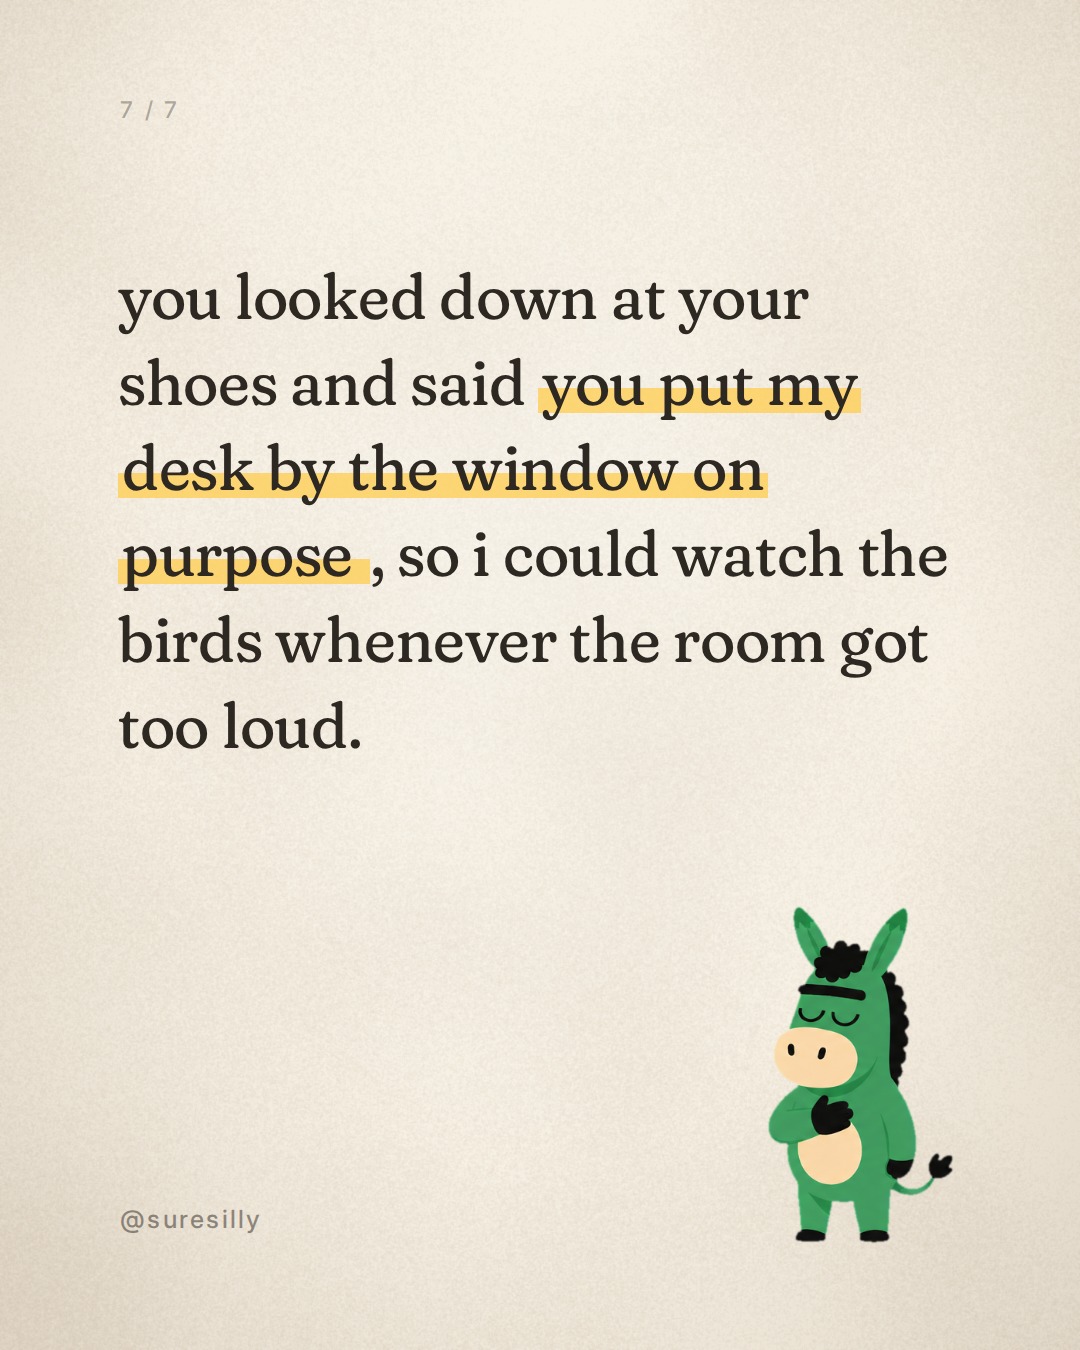 7 / 7
you looked down at your
shoes and said you put my
desk by the window on
purpose , so i could watch the
birds whenever the room got
too loud.
@suresilly